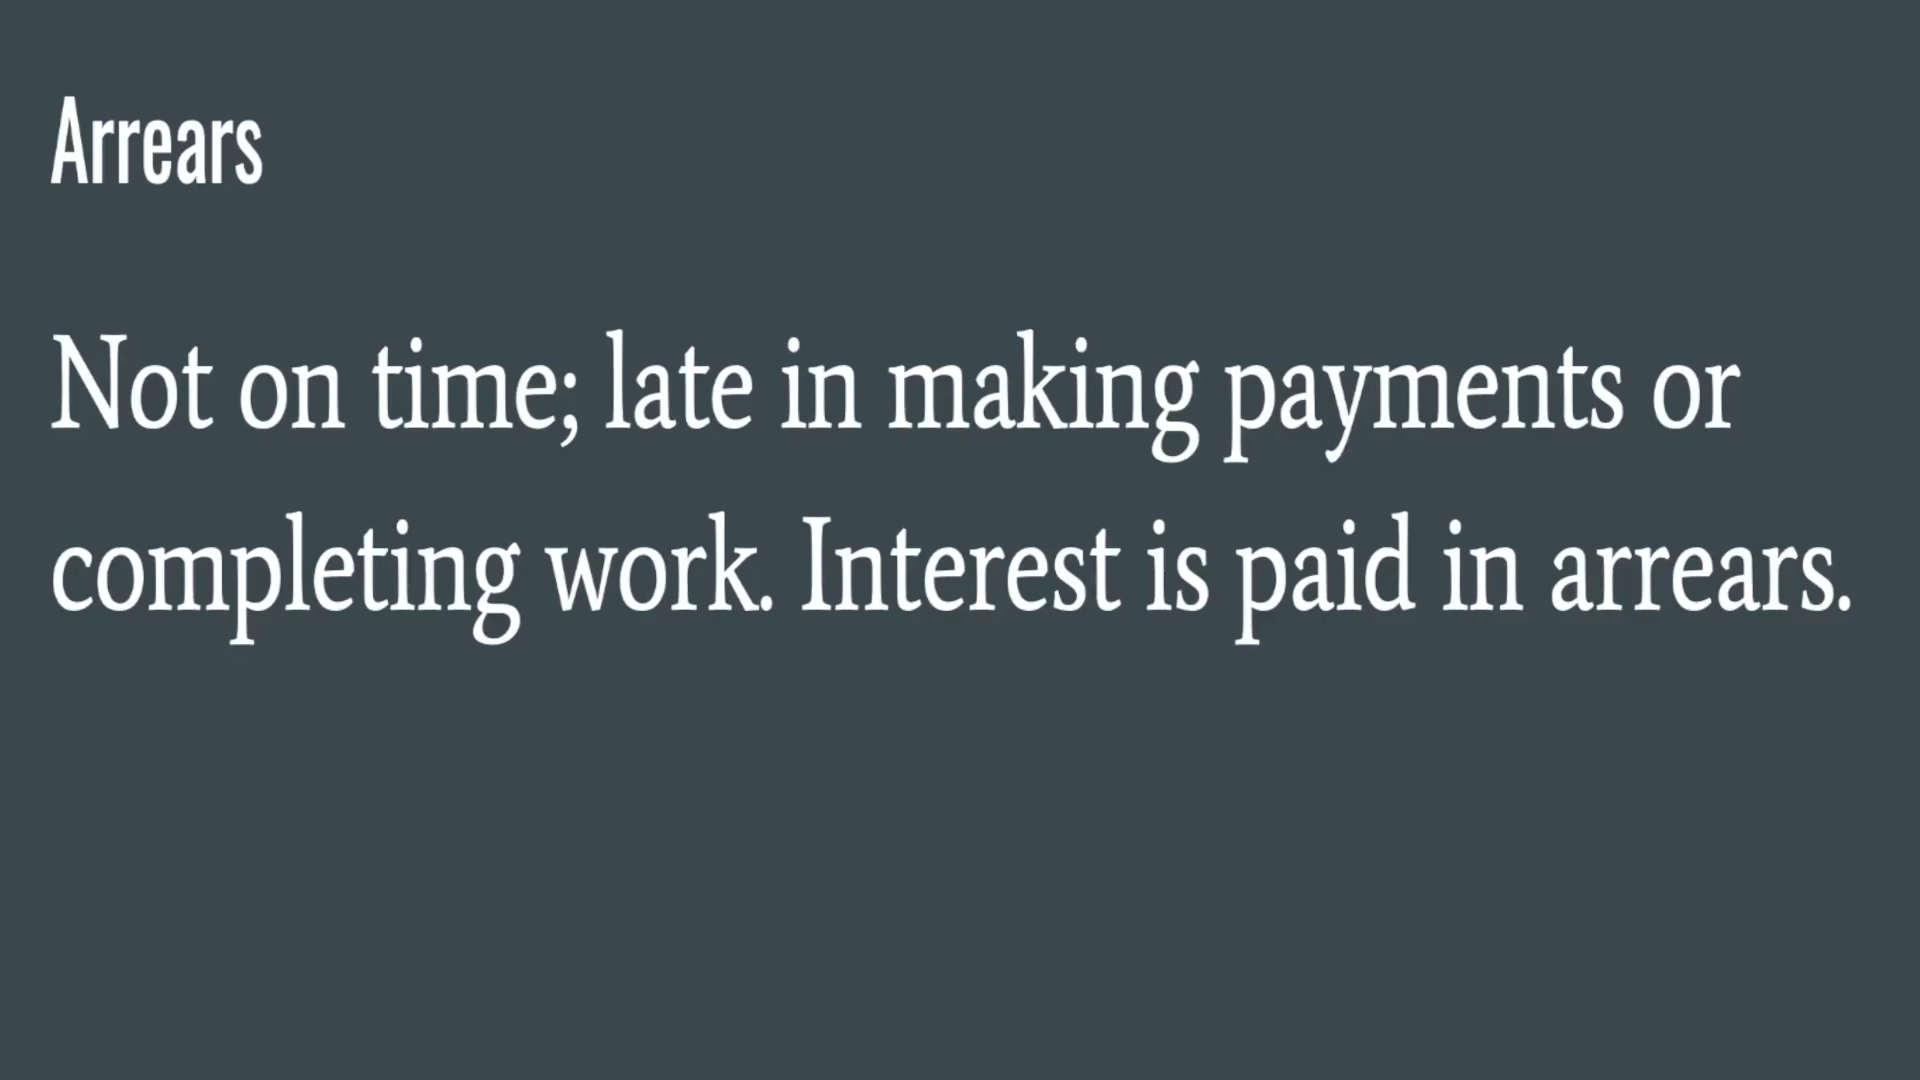 Arrears
Not on time; late in making payments or
completing work. Interest is paid in arrears.